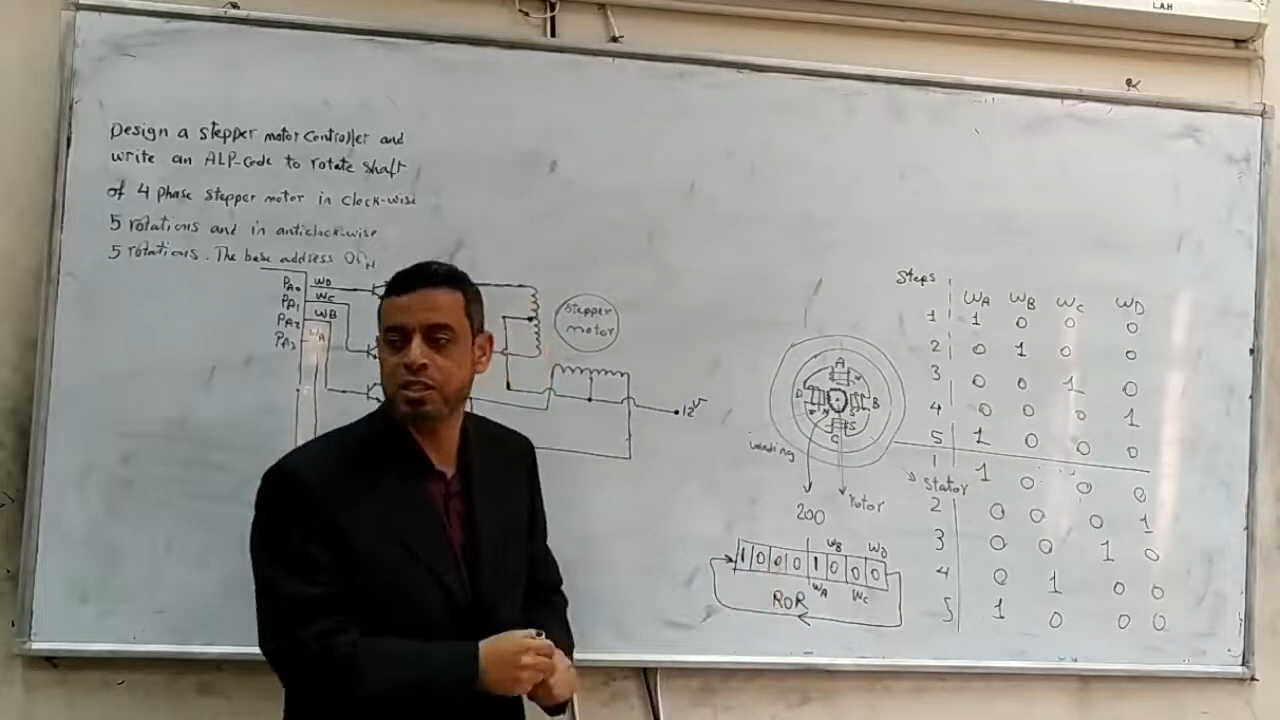 L.A.H
Design a stepper motor Controller and
write an ALP-Code to rotate shaft
of 4 phase stepper motor in clock-wise
5 rotations and in anticlock-wise
5 rotations. The base address 00H
PA0 WD
PA1 WC
PA2 WB
PA3 WA
Stepper
motor
12V
A
D B
C
winding
rotor
stator
200
WB WD
1 0 0 0 1 0 0 0
WA WC
ROR
Steps WA WB WC WD
1 1 0 0 0
2 0 1 0 0
3 0 0 1 0
4 0 0 0 1
5 1 0 0 0
1 1 0 0 0
2 0 0 0 1
3 0 0 1 0
4 0 1 0 0
5 1 0 0 0